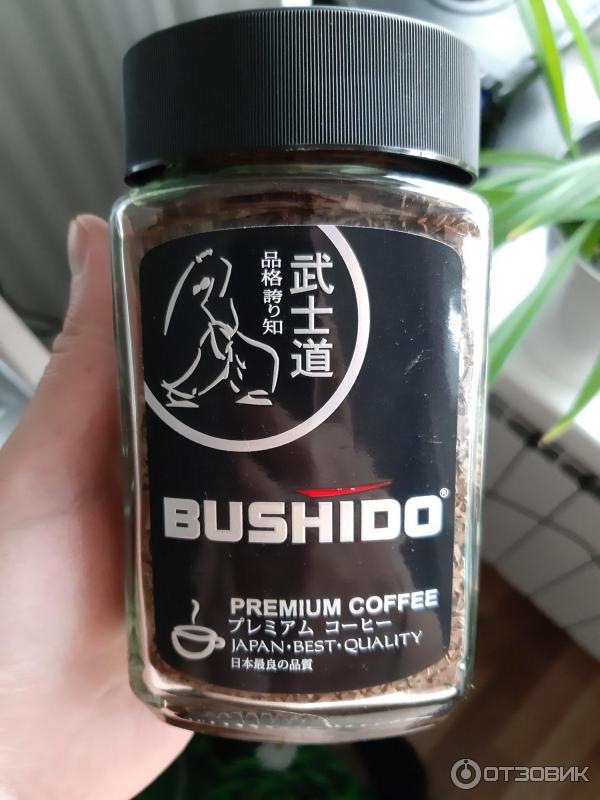 武士道
品格 誇り 知
BUSHIDO®
PREMIUM COFFEE
プレミアム コーヒー
JAPAN·BEST·QUALITY
日本最良の品質
ОТЗОВИК